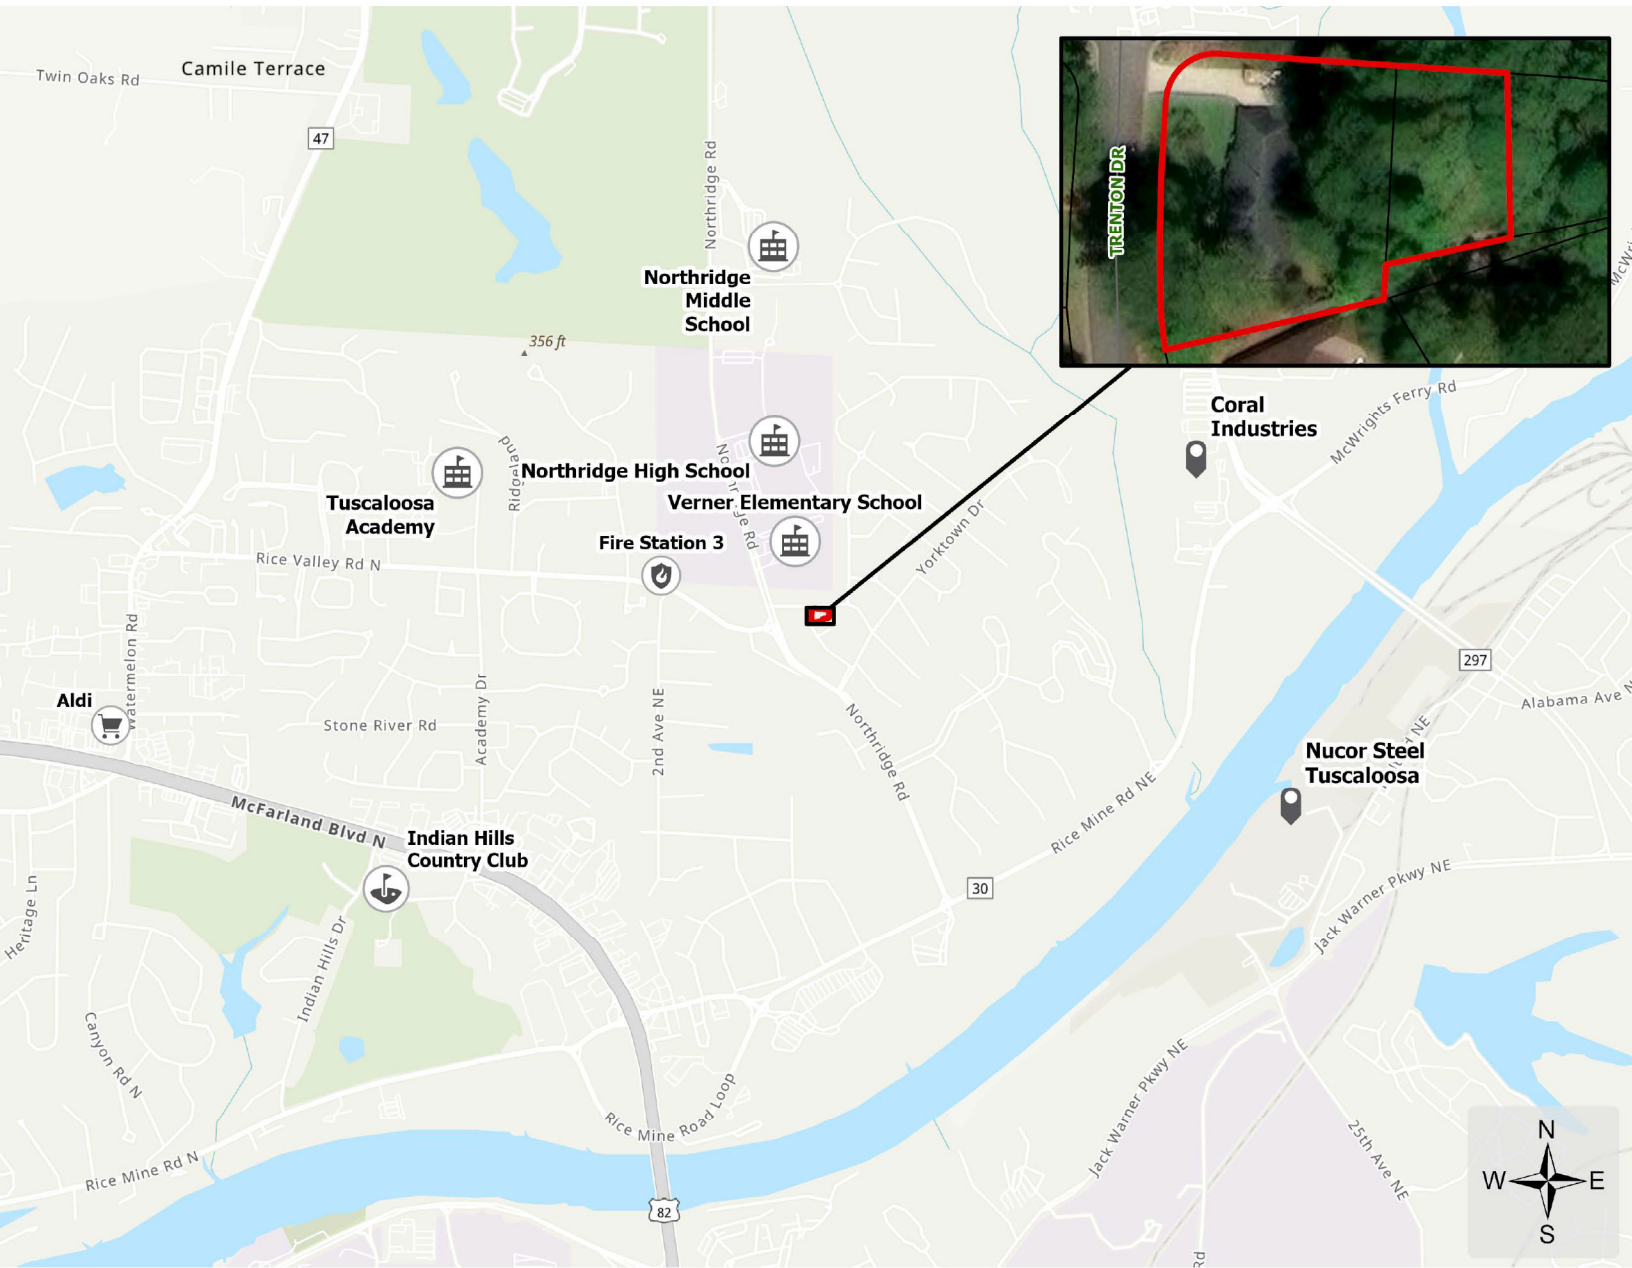 Twin Oaks Rd
Camile Terrace
47
Northridge Rd
TRENTON DR
Northridge
Middle
School
356 ft
Coral
Industries
McWrights Ferry Rd
Northridge High School
Tuscaloosa
Academy
Verner Elementary School
Fire Station 3
Rice Valley Rd N
Yorktown Dr
297
Alabama Ave N
Watermelon Rd
Aldi
Stone River Rd
Academy Dr
2nd Ave NE
Northridge Rd
Nucor Steel
Tuscaloosa
McFarland Blvd N
Indian Hills
Country Club
Rice Mine Rd NE
30
Jack Warner Pkwy NE
Heritage Ln
Indian Hills Dr
Canyon Rd N
Rice Mine Road Loop
Jack Warner Pkwy NE
25th Ave NE
Rice Mine Rd N
82
Rd
N
W
E
S